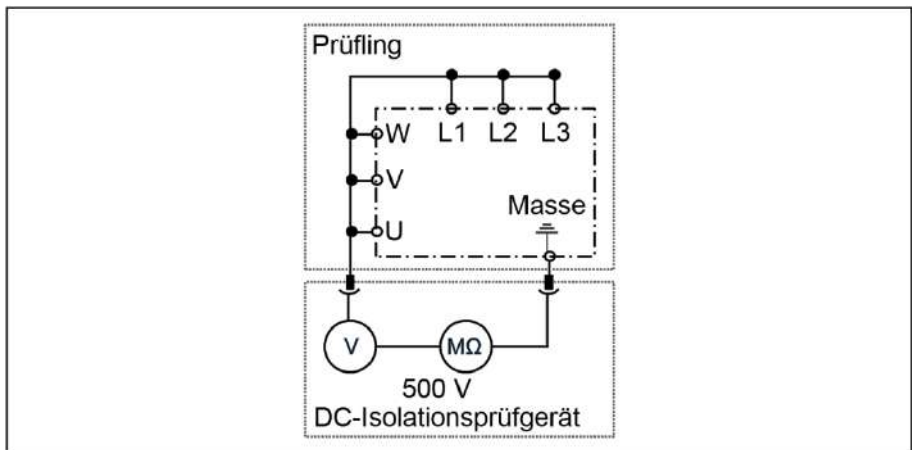 Prüfling
W L1 L2 L3
V
Masse
U
V MΩ
500 V
DC-Isolationsprüfgerät